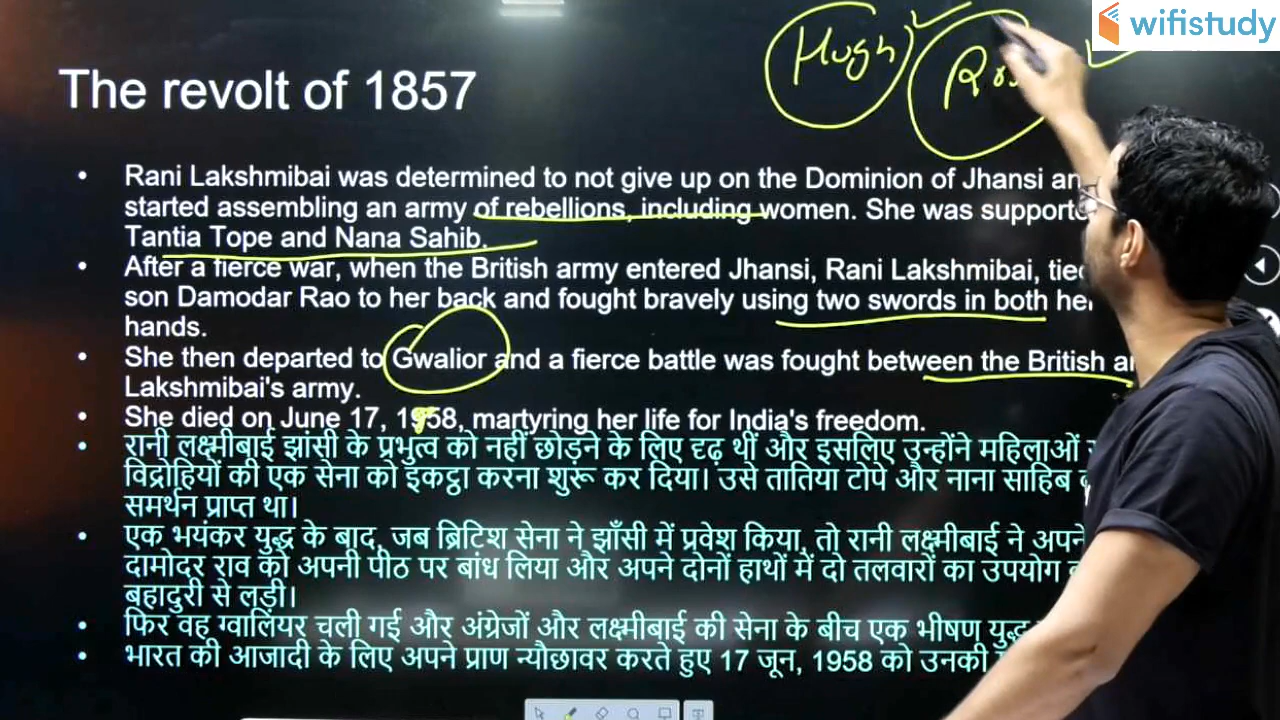 wifistudy
Hugh Ros
The revolt of 1857
• Rani Lakshmibai was determined to not give up on the Dominion of Jhansi an
started assembling an army of rebellions, including women. She was supporte
Tantia Tope and Nana Sahib.
• After a fierce war, when the British army entered Jhansi, Rani Lakshmibai, tied
son Damodar Rao to her back and fought bravely using two swords in both her
hands.
• She then departed to Gwalior and a fierce battle was fought between the British an
Lakshmibai's army.
• She died on June 17, 1958, martyring her life for India's freedom.
• रानी लक्ष्मीबाई झांसी के प्रभुत्व को नहीं छोड़ने के लिए दृढ़ थीं और इसलिए उन्होंने महिलाओं
विद्रोहियों की एक सेना को इकट्ठा करना शुरू कर दिया। उसे तातिया टोपे और नाना साहिब
समर्थन प्राप्त था।
• एक भयंकर युद्ध के बाद, जब ब्रिटिश सेना ने झाँसी में प्रवेश किया, तो रानी लक्ष्मीबाई ने अपने
दामोदर राव को अपनी पीठ पर बांध लिया और अपने दोनों हाथों में दो तलवारों का उपयोग
बहादुरी से लड़ी।
• फिर वह ग्वालियर चली गई और अंग्रेजों और लक्ष्मीबाई की सेना के बीच एक भीषण युद्ध
• भारत की आजादी के लिए अपने प्राण न्यौछावर करते हुए 17 जून, 1958 को उनकी